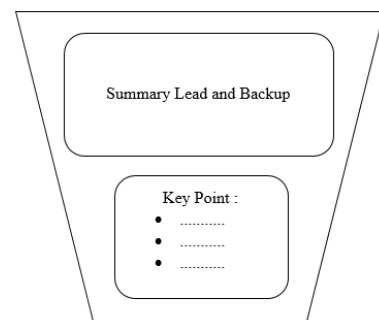 Summary Lead and Backup
Key Point :
• ...........
• ...........
• ...........